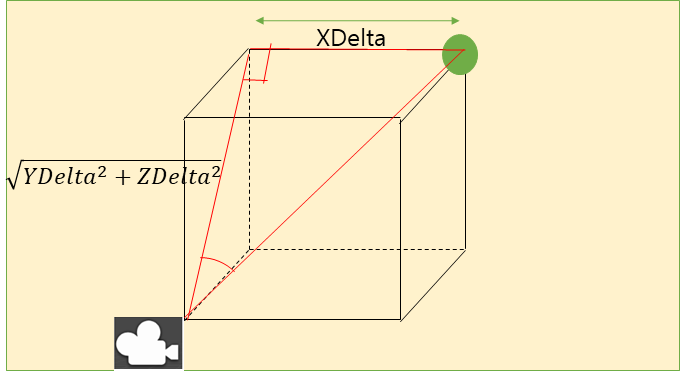 XDelta
√(YDelta² + ZDelta²)